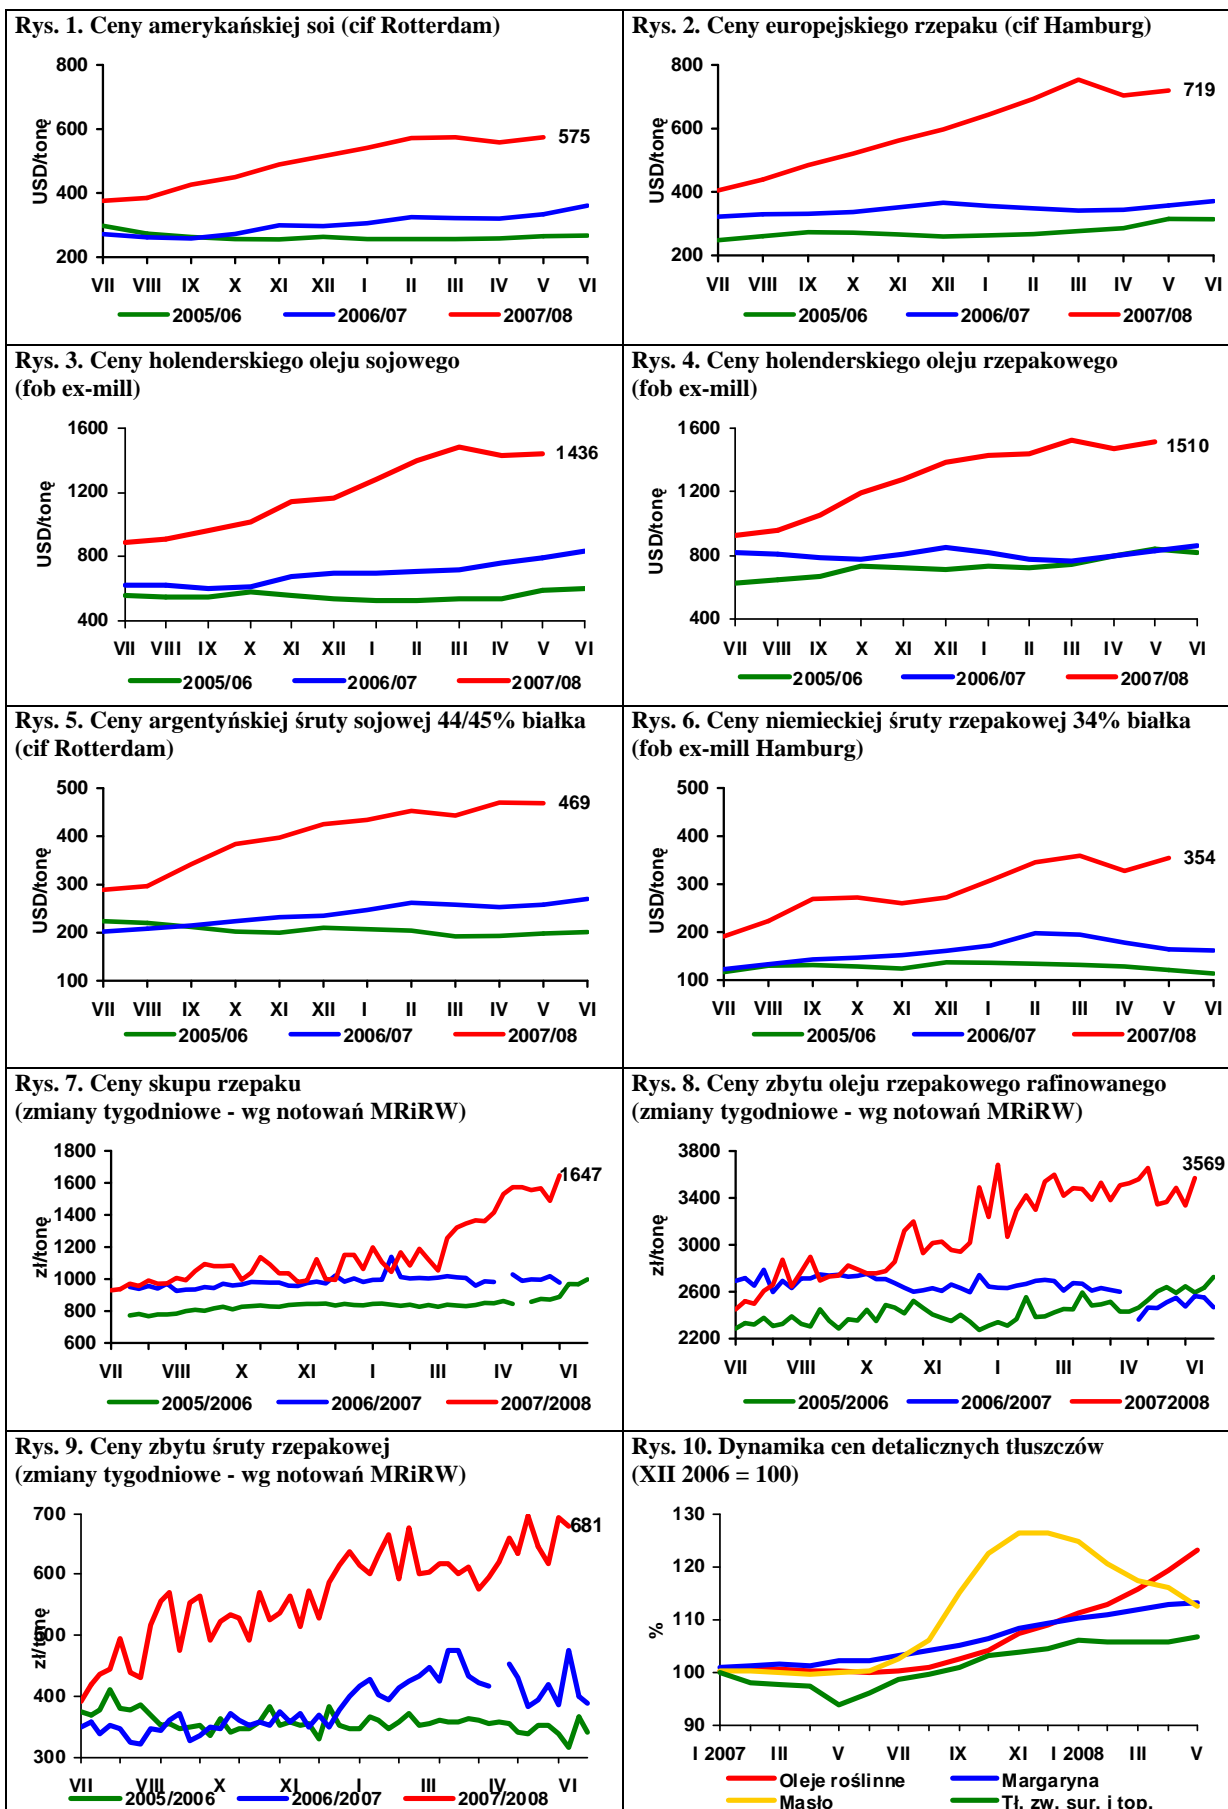 Rys. 1. Ceny amerykańskiej soi (cif Rotterdam)
800
600
400
200
USD/tonę
575
VII VIII IX X XI XII I II III IV V VI
2005/06 2006/07 2007/08
Rys. 2. Ceny europejskiego rzepaku (cif Hamburg)
800
600
400
200
USD/tonę
719
VII VIII IX X XI XII I II III IV V VI
2005/06 2006/07 2007/08
Rys. 3. Ceny holenderskiego oleju sojowego
(fob ex-mill)
1600
1200
800
400
USD/tonę
1436
VII VIII IX X XI XII I II III IV V VI
2005/06 2006/07 2007/08
Rys. 4. Ceny holenderskiego oleju rzepakowego
(fob ex-mill)
1600
1200
800
400
USD/tonę
1510
VII VIII IX X XI XII I II III IV V VI
2005/06 2006/07 2007/08
Rys. 5. Ceny argentyńskiej śruty sojowej 44/45% białka
(cif Rotterdam)
500
400
300
200
100
USD/tonę
469
VII VIII IX X XI XII I II III IV V VI
2005/06 2006/07 2007/08
Rys. 6. Ceny niemieckiej śruty rzepakowej 34% białka
(fob ex-mill Hamburg)
500
400
300
200
100
USD/tonę
354
VII VIII IX X XI XII I II III IV V VI
2005/06 2006/07 2007/08
Rys. 7. Ceny skupu rzepaku
(zmiany tygodniowe - wg notowań MRiRW)
1800
1600
1400
1200
1000
800
600
zł/tonę
1647
VII VIII X XI I III IV VI
2005/2006 2006/2007 2007/2008
Rys. 8. Ceny zbytu oleju rzepakowego rafinowanego
(zmiany tygodniowe - wg notowań MRiRW)
3800
3400
3000
2600
2200
zł/tonę
3569
VII VIII X XI I III IV VI
2005/2006 2006/2007 20072008
Rys. 9. Ceny zbytu śruty rzepakowej
(zmiany tygodniowe - wg notowań MRiRW)
700
600
500
400
300
zł/tonę
681
VII VIII X XI I III IV VI
2005/2006 2006/2007 2007/2008
Rys. 10. Dynamika cen detalicznych tłuszczów
(XII 2006 = 100)
130
120
110
100
90
%
I 2007 III V VII IX XI I 2008 III V
Oleje roślinne Margaryna
Masło Tł. zw. sur. i top.